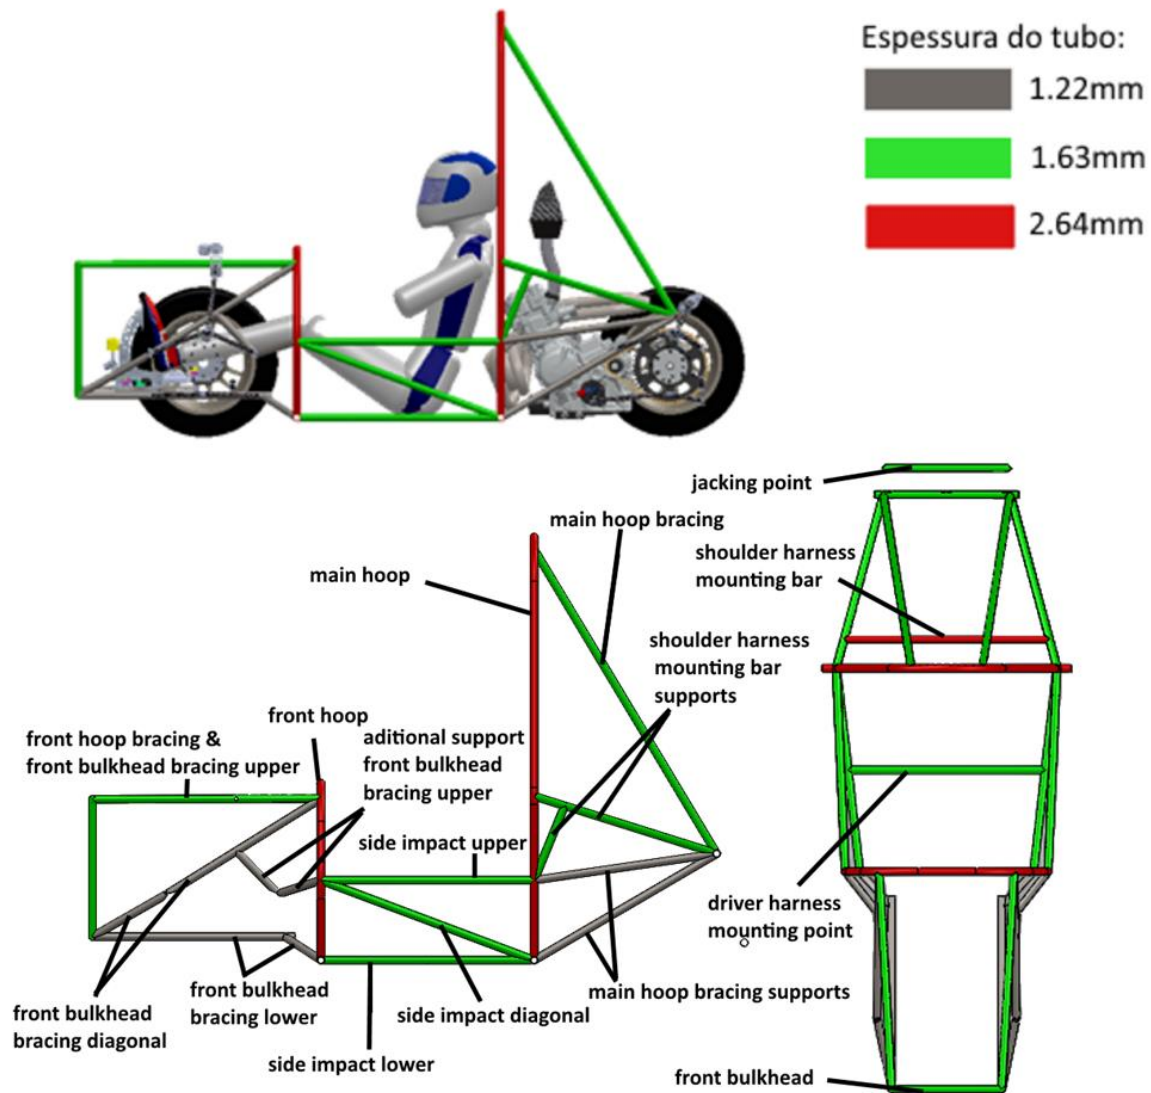 Espessura do tubo:
1.22mm
1.63mm
2.64mm
jacking point
main hoop bracing
shoulder harness
mounting bar
main hoop
shoulder harness
mounting bar
supports
front hoop
aditional support
front bulkhead
bracing upper
front hoop bracing &
front bulkhead bracing upper
side impact upper
driver harness
mounting point
front bulkhead
bracing diagonal
front bulkhead
bracing lower
side impact diagonal
main hoop bracing supports
side impact lower
front bulkhead